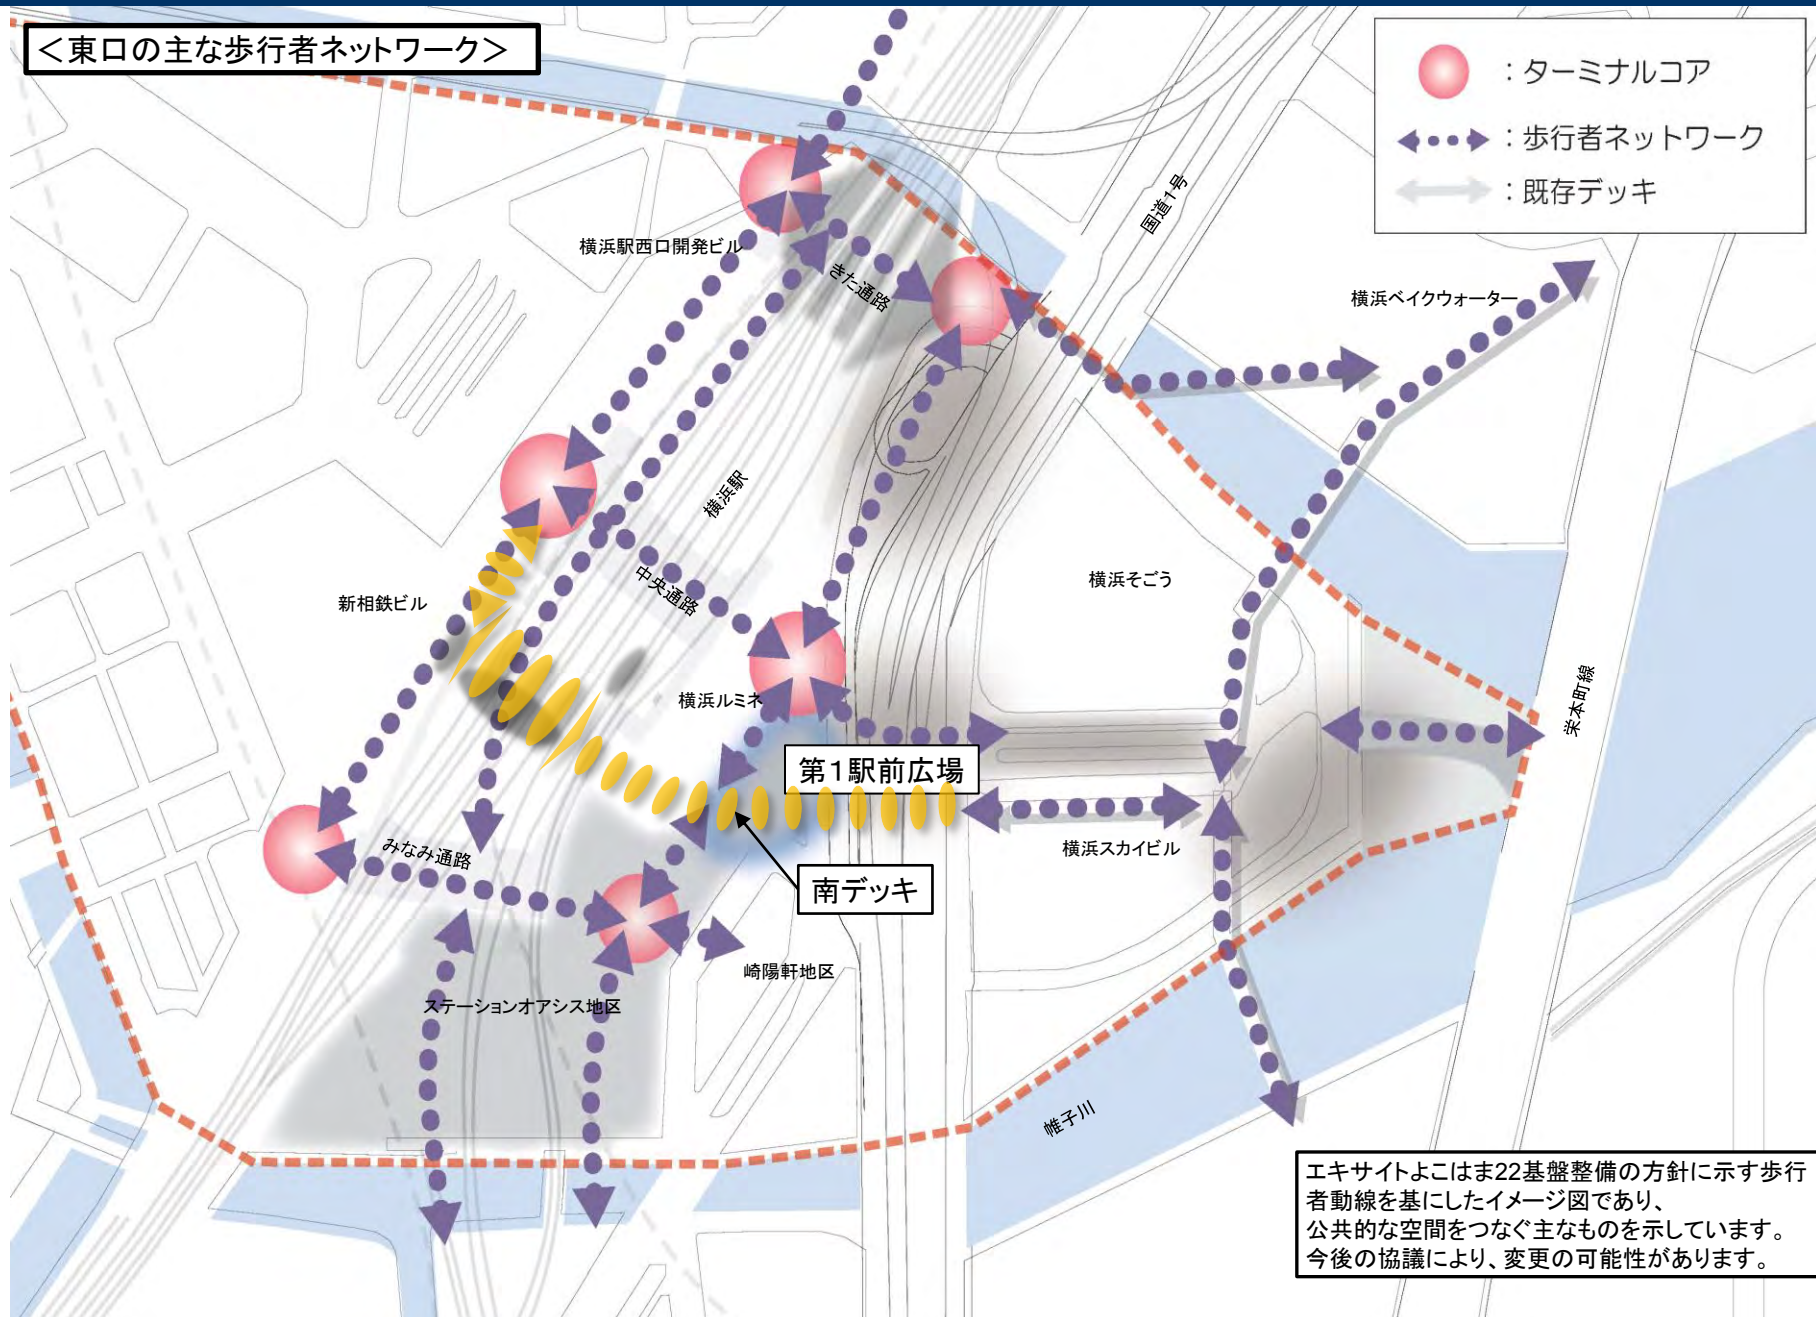 ＜東口の主な歩行者ネットワーク＞
：ターミナルコア
：歩行者ネットワーク
：既存デッキ
国道1号
横浜駅西口開発ビル
きた通路
横浜ベイクウォーター
横浜駅
横浜そごう
中央通路
新相鉄ビル
横浜ルミネ
栄本町線
第1駅前広場
みなみ通路
横浜スカイビル
南デッキ
崎陽軒地区
ステーションオアシス地区
帷子川
エキサイトよこはま22基盤整備の方針に示す歩行
者動線を基にしたイメージ図であり、
公共的な空間をつなぐ主なものを示しています。
今後の協議により、変更の可能性があります。